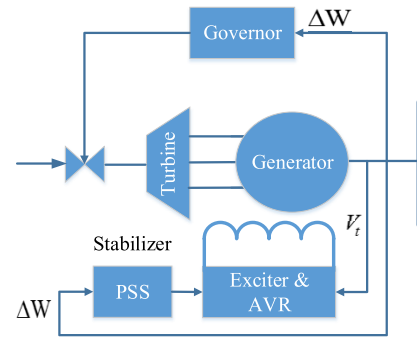 Governor
ΔW
Turbine
Generator
V_t
Stabilizer
PSS
Exciter &
AVR
ΔW